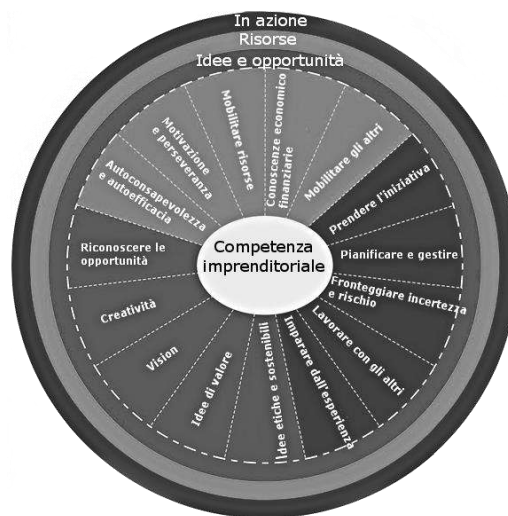 In azione
Risorse
Idee e opportunità
Autoconsapevolezza
e autoefficacia
Motivazione
e perseveranza
Mobilitare risorse
Conoscenze economico
finanziarie
Mobilitare gli altri
Prendere l'iniziativa
Pianificare e gestire
Fronteggiare incertezza
e rischio
Lavorare con gli altri
Imparare dall'esperienza
Idee etiche e sostenibili
Idee di valore
Vision
Creatività
Riconoscere le
opportunità
Competenza
imprenditoriale